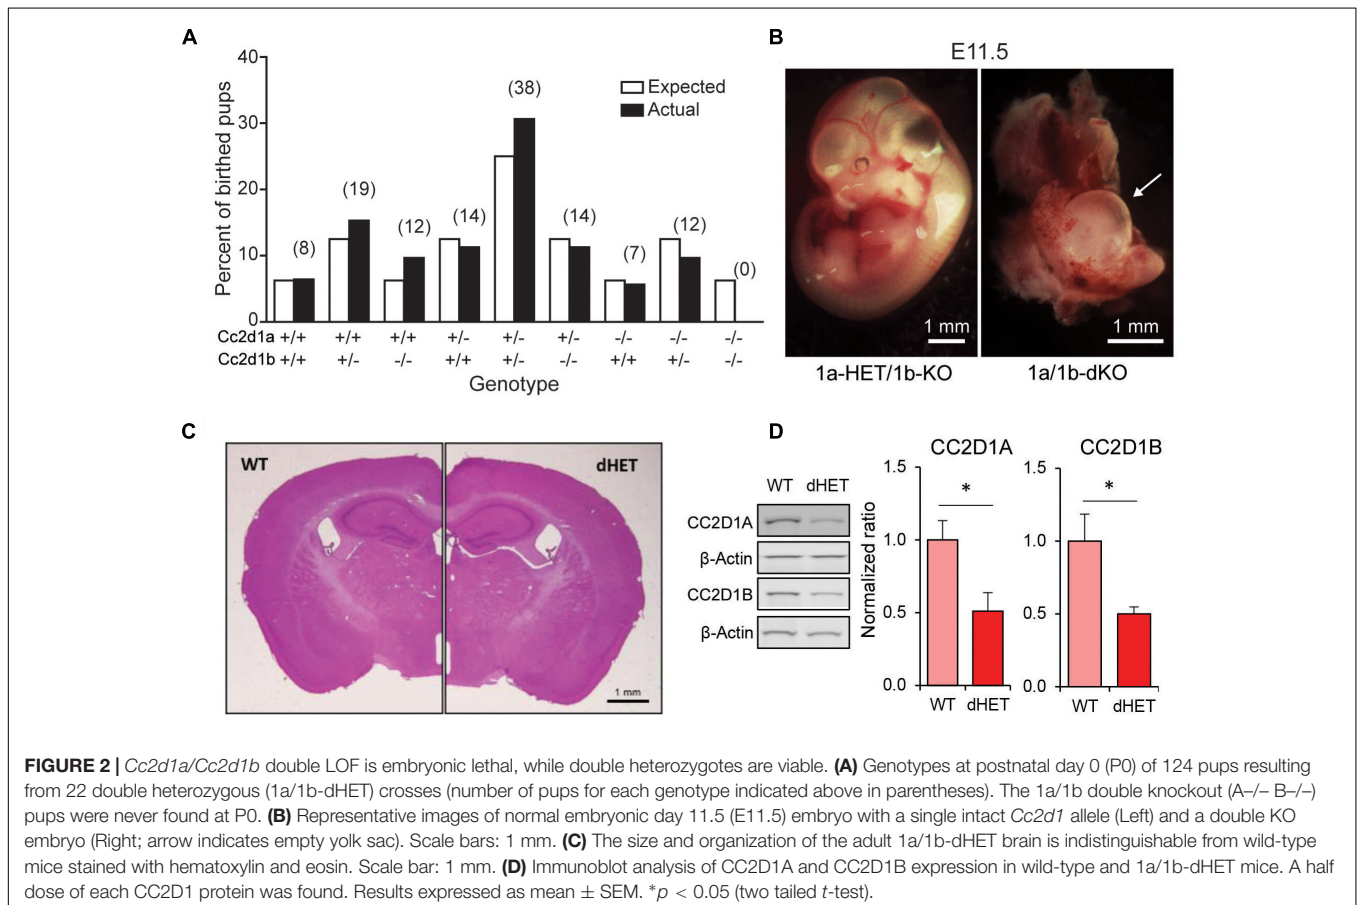 A
40
30
20
10
0
Percent of birthed pups
Expected
Actual
(8)
(19)
(12)
(14)
(38)
(14)
(7)
(12)
(0)
Cc2d1a +/+ +/+ +/+ +/- +/- +/- -/- -/- -/-
Cc2d1b +/+ +/- -/- +/+ +/- -/- +/+ +/- -/-
Genotype
B
E11.5
1 mm
1 mm
1a-HET/1b-KO
1a/1b-dKO
C
WT
dHET
1 mm
D
WT dHET
CC2D1A
β-Actin
CC2D1B
β-Actin
CC2D1A
Normalized ratio
1.5
1.0
0.5
0.0
*
WT dHET
CC2D1B
1.5
1.0
0.5
0.0
*
WT dHET
FIGURE 2 | Cc2d1a/Cc2d1b double LOF is embryonic lethal, while double heterozygotes are viable. (A) Genotypes at postnatal day 0 (P0) of 124 pups resulting
from 22 double heterozygous (1a/1b-dHET) crosses (number of pups for each genotype indicated above in parentheses). The 1a/1b double knockout (A–/– B–/–)
pups were never found at P0. (B) Representative images of normal embryonic day 11.5 (E11.5) embryo with a single intact Cc2d1 allele (Left) and a double KO
embryo (Right; arrow indicates empty yolk sac). Scale bars: 1 mm. (C) The size and organization of the adult 1a/1b-dHET brain is indistinguishable from wild-type
mice stained with hematoxylin and eosin. Scale bar: 1 mm. (D) Immunoblot analysis of CC2D1A and CC2D1B expression in wild-type and 1a/1b-dHET mice. A half
dose of each CC2D1 protein was found. Results expressed as mean ± SEM. *p < 0.05 (two tailed t-test).